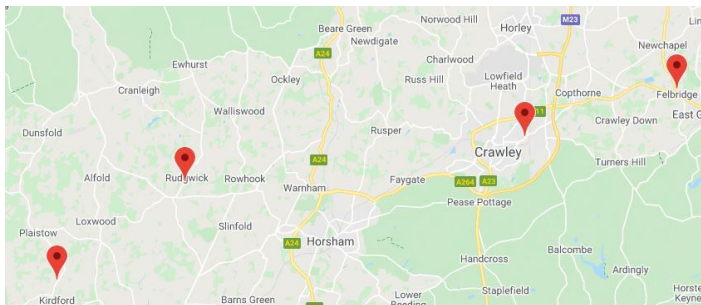 Norwood Hill
M23
Beare Green
Horley
Newdigate
Newchapel
A24
Charlwood
Ewhurst
Ockley
Lowfield
Heath
Russ Hill
Cranleigh
Copthorne
Felbridge
Walliswood
11
East G
Crawley Down
Dunsfold
Rusper
Crawley
A24
Turners Hill
Alfold
Rudgwick
Rowhook
Faygate
A264
A23
Warnham
Pease Pottage
Loxwood
Slinfold
Plaistow
A24
Horsham
Balcombe
Handcross
Ardingly
Kirdford
Barns Green
Lower
Staplefield
Horste
Keyne